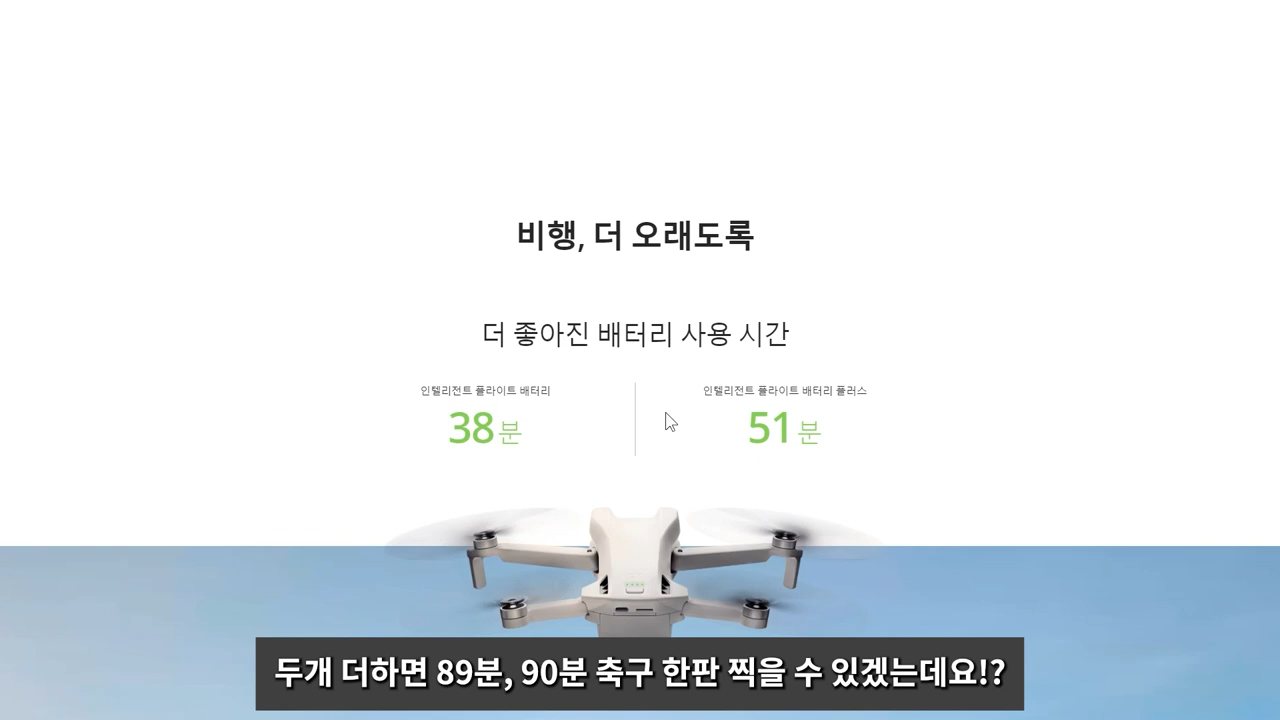 비행, 더 오래도록
더 좋아진 배터리 사용 시간
인텔리전트 플라이트 배터리
38분
인텔리전트 플라이트 배터리 플러스
51분
두개 더하면 89분, 90분 축구 한판 찍을 수 있겠는데요!?